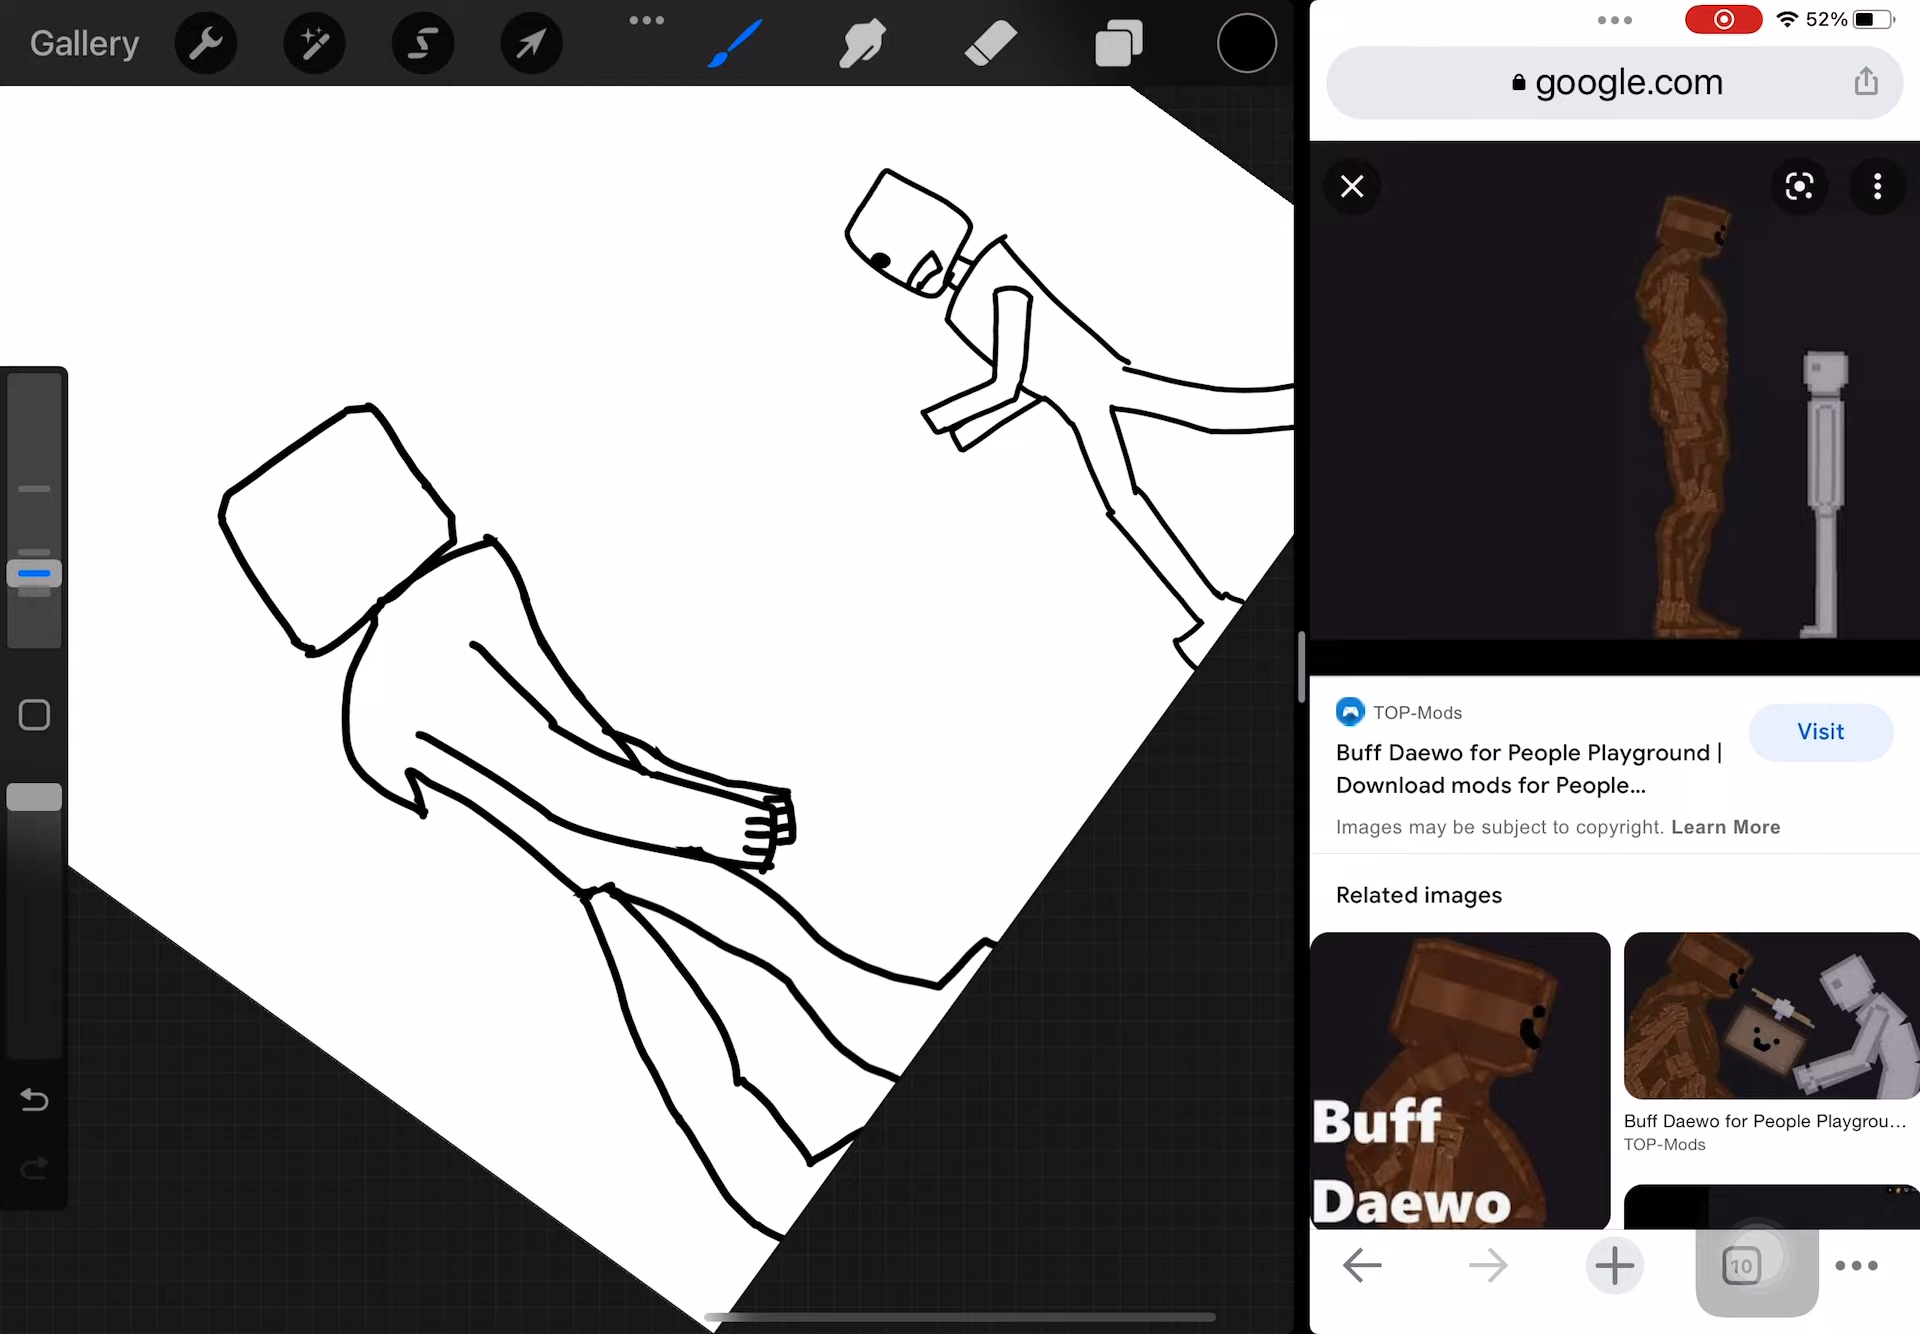 Gallery
52%
google.com
TOP-Mods
Visit
Buff Daewo for People Playground |
Download mods for People...
Images may be subject to copyright. Learn More
Related images
Buff
Daewo
Buff Daewo for People Playgrou...
TOP-Mods
10